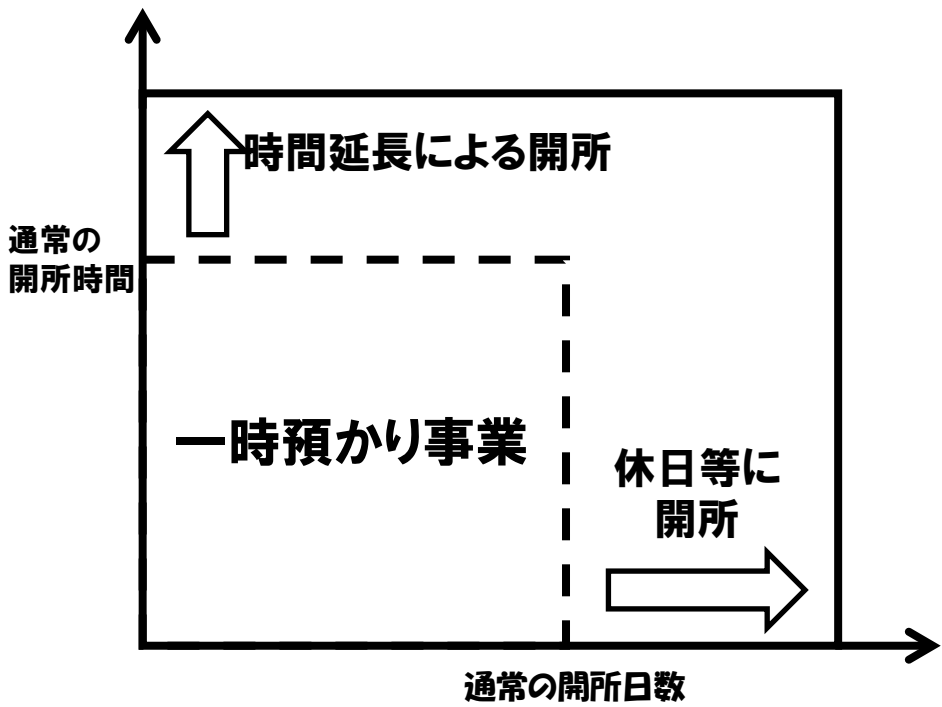 時間延長による開所
通常の
開所時間
一時預かり事業
休日等に
開所
通常の開所日数